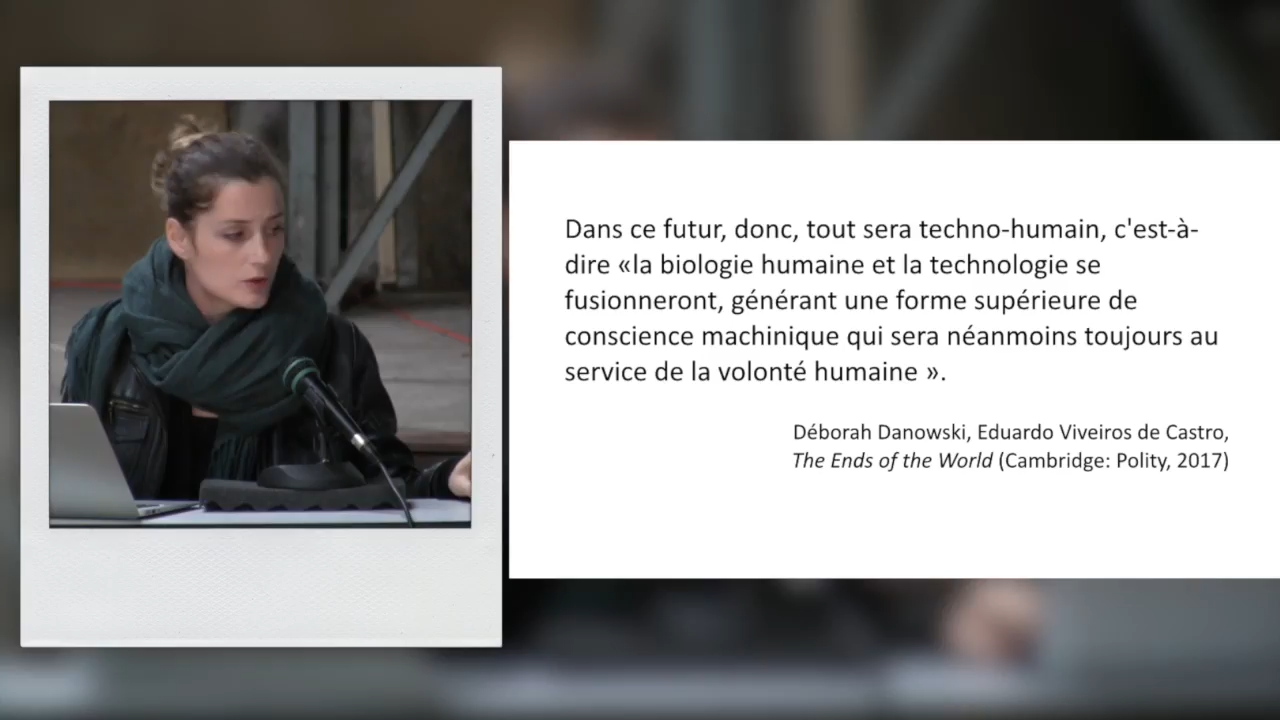 Dans ce futur, donc, tout sera techno-humain, c'est-à-
dire «la biologie humaine et la technologie se
fusionneront, générant une forme supérieure de
conscience machinique qui sera néanmoins toujours au
service de la volonté humaine ».
Déborah Danowski, Eduardo Viveiros de Castro,
The Ends of the World (Cambridge: Polity, 2017)